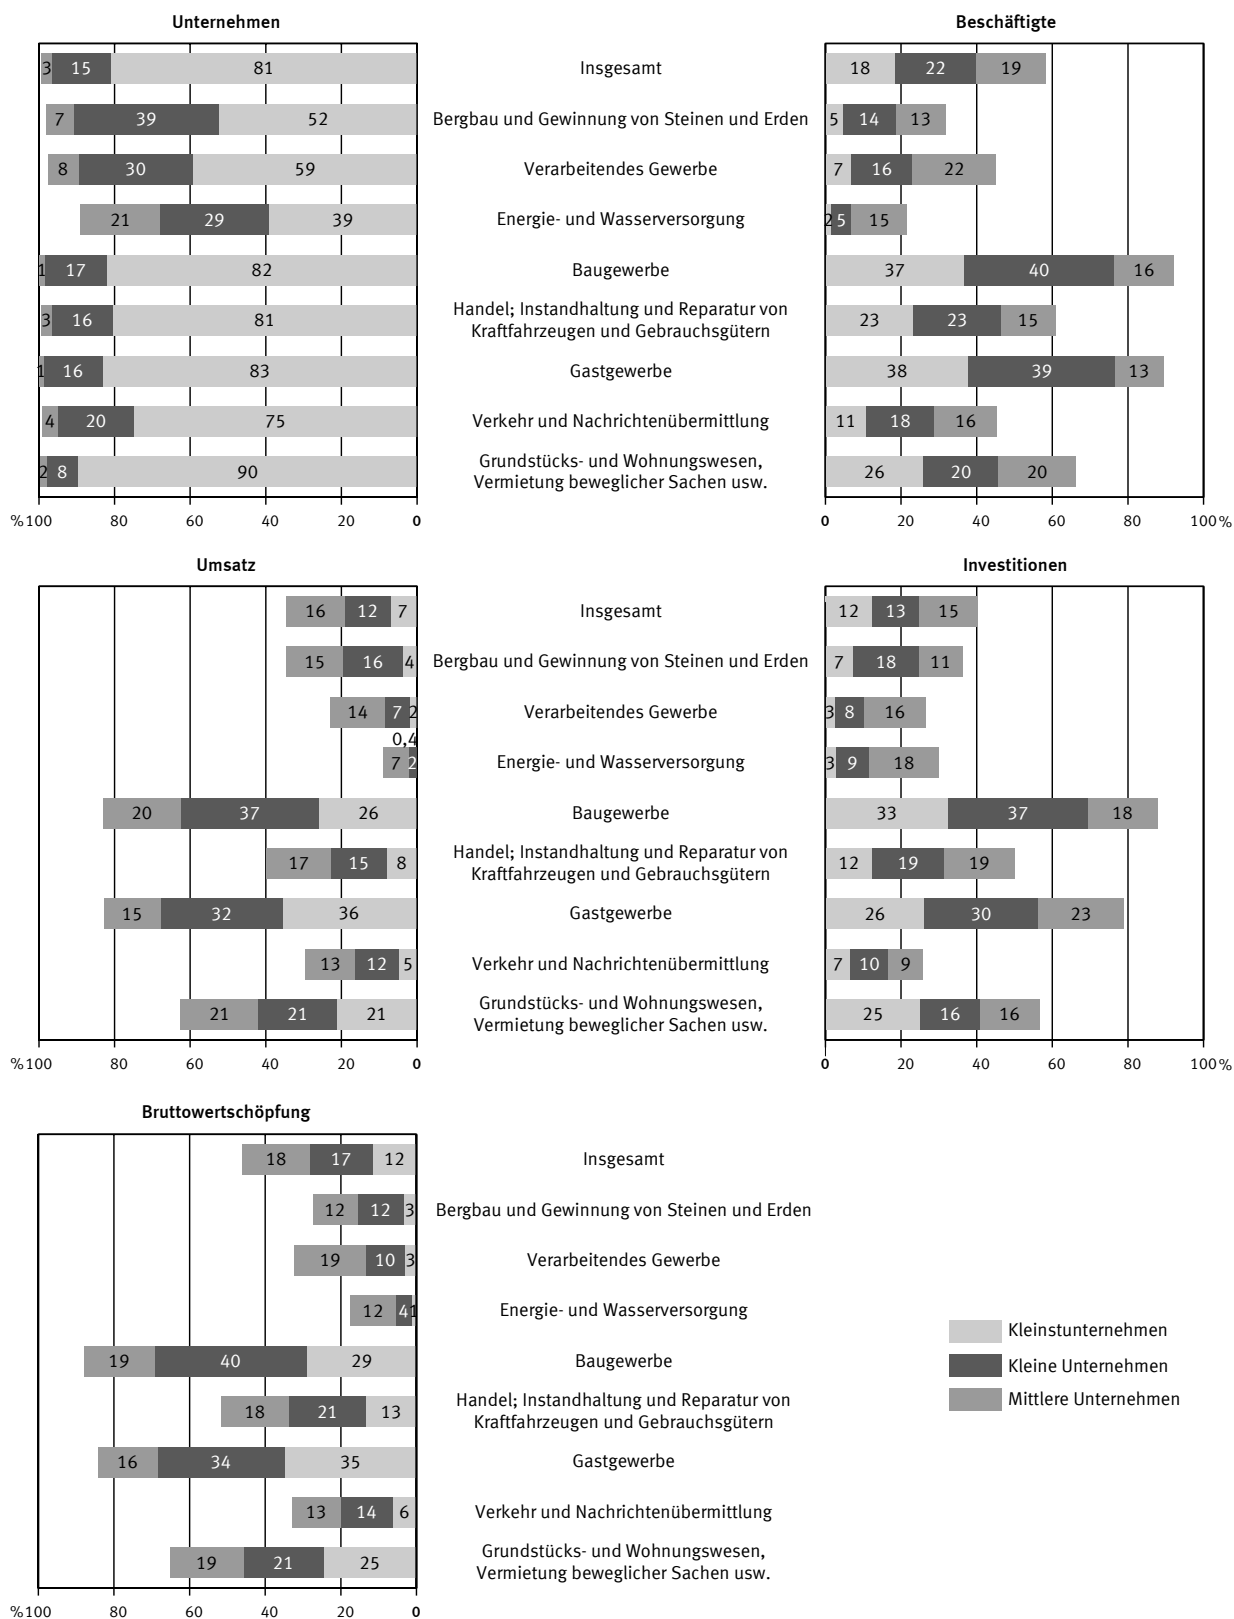 Unternehmen
Beschäftigte
3 15 81 Insgesamt 18 22 19
7 39 52 Bergbau und Gewinnung von Steinen und Erden 5 14 13
8 30 59 Verarbeitendes Gewerbe 7 16 22
21 29 39 Energie- und Wasserversorgung 2 5 15
1 17 82 Baugewerbe 37 40 16
Handel; Instandhaltung und Reparatur von
Kraftfahrzeugen und Gebrauchsgütern
3 16 81 23 23 15
1 16 83 Gastgewerbe 38 39 13
4 20 75 Verkehr und Nachrichtenübermittlung 11 18 16
Grundstücks- und Wohnungswesen,
Vermietung beweglicher Sachen usw.
2 8 90 26 20 20
%100 80 60 40 20 0
0 20 40 60 80 100%
Umsatz
Investitionen
16 12 7 Insgesamt 12 13 15
15 16 4 Bergbau und Gewinnung von Steinen und Erden 7 18 11
14 7 2 Verarbeitendes Gewerbe 3 8 16
0,4
7 2 Energie- und Wasserversorgung 3 9 18
20 37 26 Baugewerbe 33 37 18
Handel; Instandhaltung und Reparatur von
Kraftfahrzeugen und Gebrauchsgütern
17 15 8 12 19 19
15 32 36 Gastgewerbe 26 30 23
13 12 5 Verkehr und Nachrichtenübermittlung 7 10 9
Grundstücks- und Wohnungswesen,
Vermietung beweglicher Sachen usw.
21 21 21 25 16 16
%100 80 60 40 20 0
0 20 40 60 80 100%
Bruttowertschöpfung
18 17 12 Insgesamt
12 12 3 Bergbau und Gewinnung von Steinen und Erden
19 10 3 Verarbeitendes Gewerbe
12 4 1 Energie- und Wasserversorgung
19 40 29 Baugewerbe
Handel; Instandhaltung und Reparatur von
Kraftfahrzeugen und Gebrauchsgütern
18 21 13
16 34 35 Gastgewerbe
13 14 6 Verkehr und Nachrichtenübermittlung
Grundstücks- und Wohnungswesen,
Vermietung beweglicher Sachen usw.
19 21 25
%100 80 60 40 20 0
Kleinstunternehmen
Kleine Unternehmen
Mittlere Unternehmen